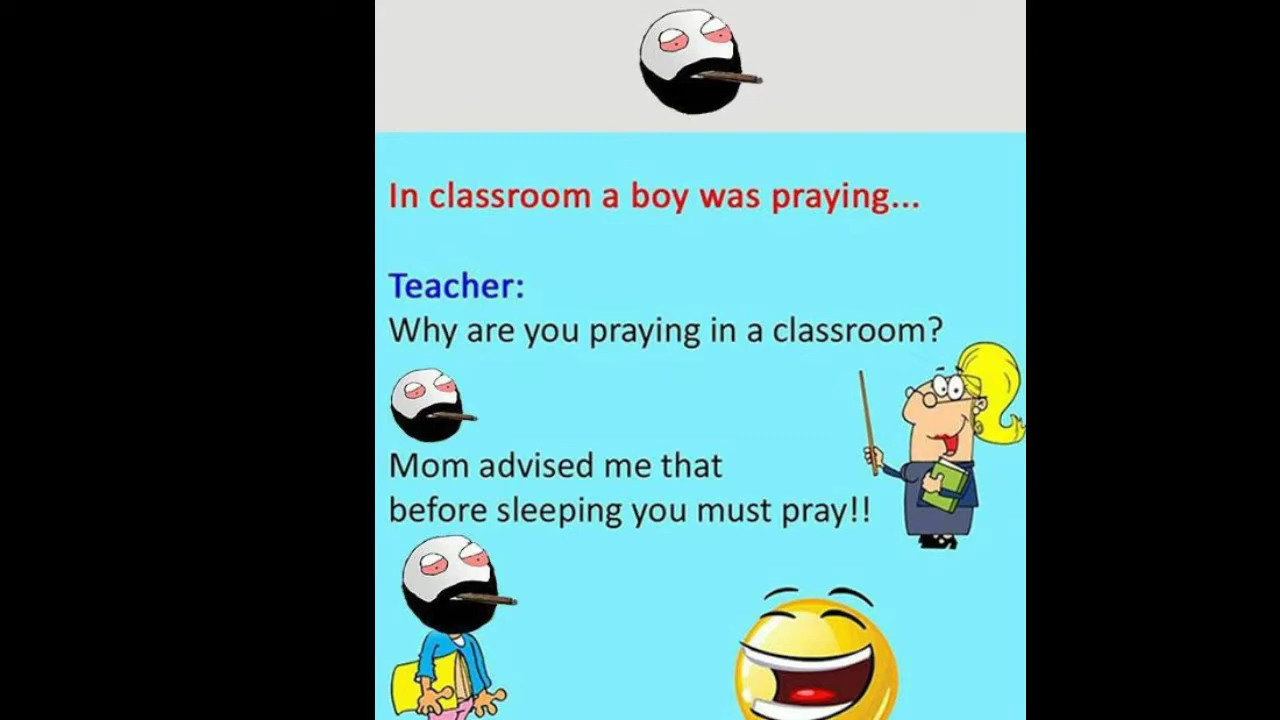 In classroom a boy was praying...
Teacher:
Why are you praying in a classroom?
Mom advised me that
before sleeping you must pray!!